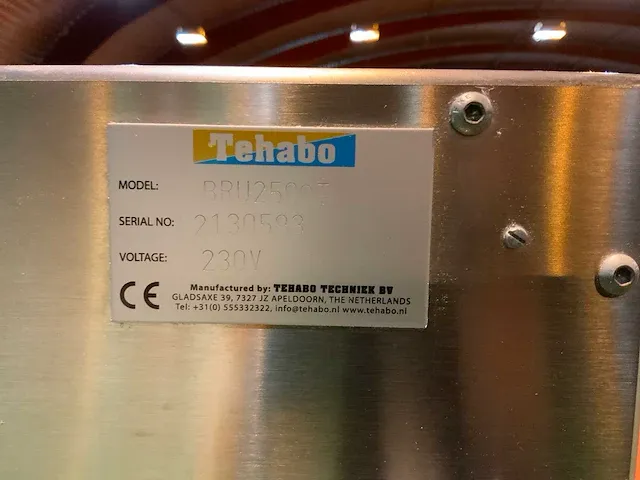 Tehabo
MODEL:
SERIAL NO: 2130593
VOLTAGE: 230V
CE Manufactured by: TEHABO TECHNIEK BV
GLADSAXE 39, 7327 JZ APELDOORN, THE NETHERLANDS
Tel: +31(0) 555332322, info@tehabo.nl www.tehabo.nl